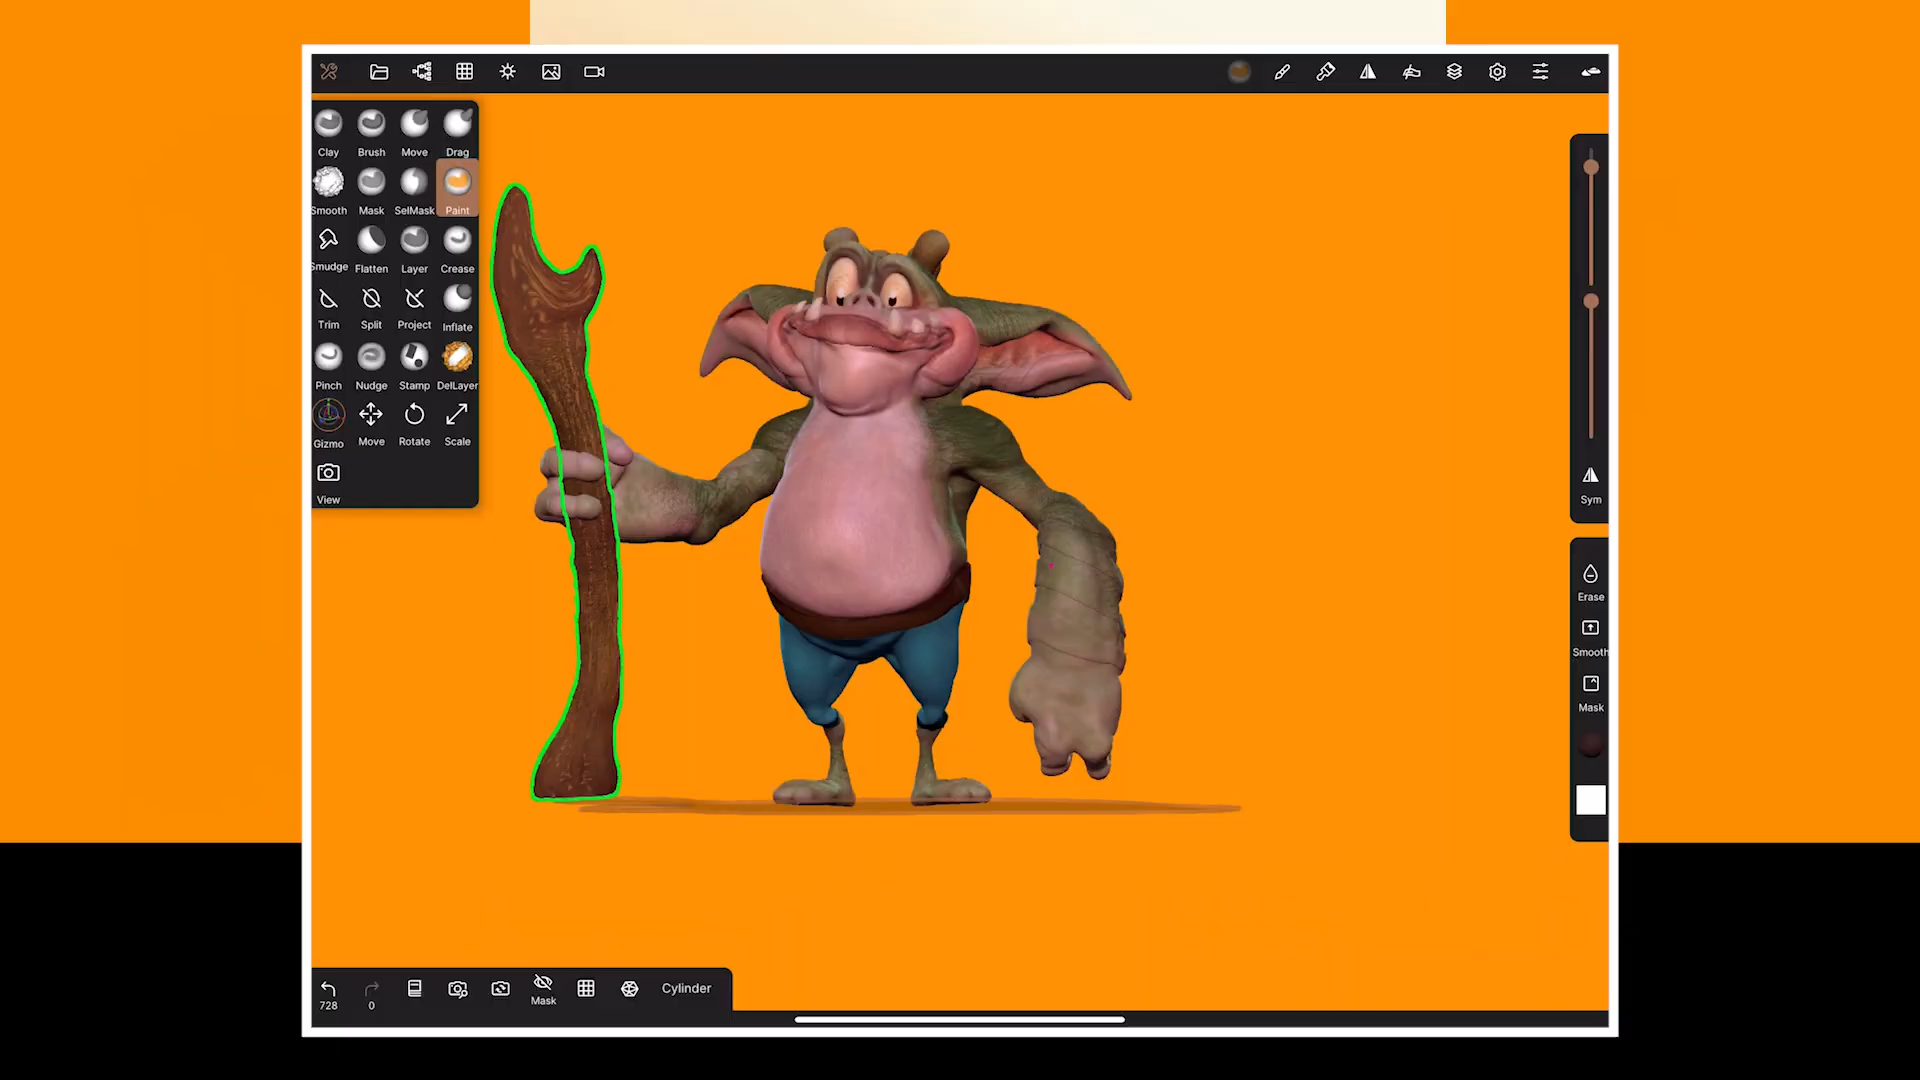 Clay Brush Move Drag
Smooth Mask SelMask Paint
Smudge Flatten Layer Crease
Trim Split Project Inflate
Pinch Nudge Stamp DelLayer
Gizmo Move Rotate Scale
View
Sym
Erase
Smooth
Mask
728 0 Mask Cylinder